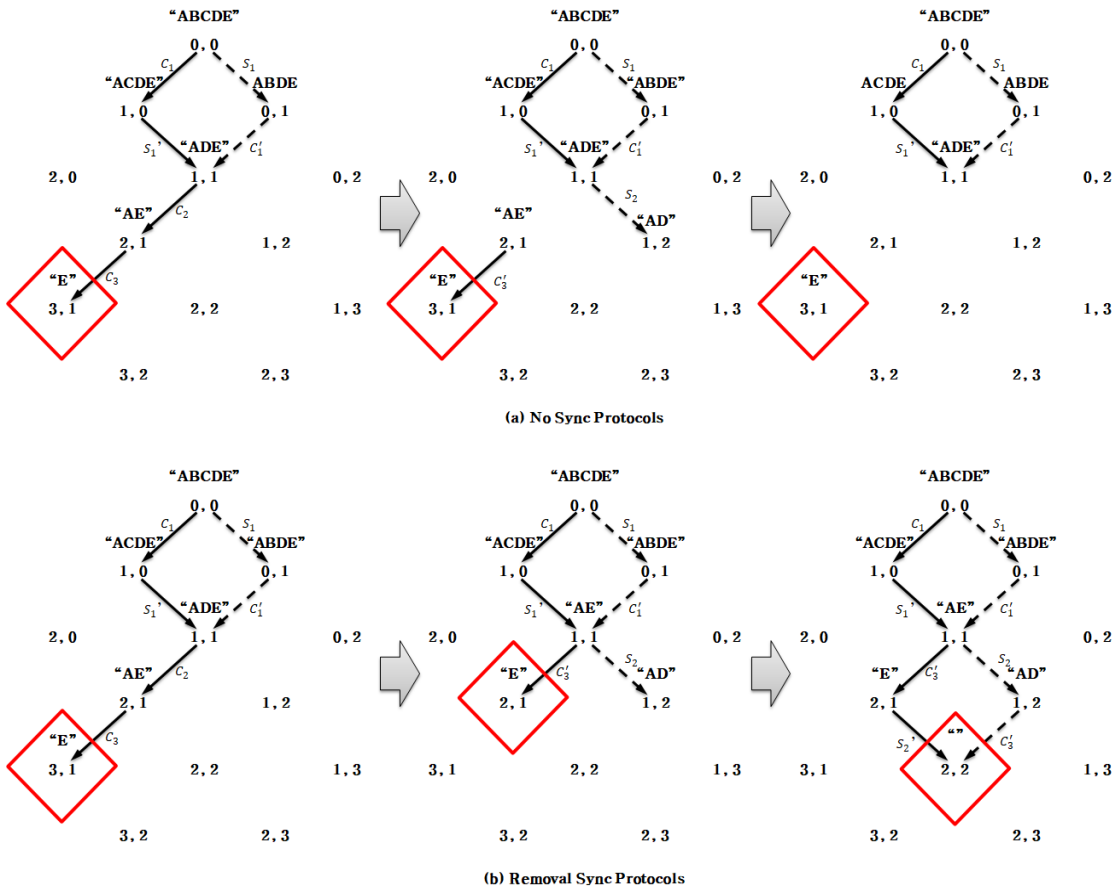 “ABCDE” “ABCDE” “ABCDE”
0, 0 0, 0 0, 0
C₁ S₁ C₁ S₁ C₁ S₁
“ACDE” ABDE “ACDE” “ABDE” ACDE ABDE
1, 0 0, 1 1, 0 0, 1 1, 0 0, 1
S₁’ “ADE” C₁′ S₁’ “ADE” C₁′ S₁’ “ADE” C₁′
2, 0 1, 1 0, 2 2, 0 1, 1 0, 2 2, 0 1, 1 0, 2
“AE” C₂ “AE” S₂ “AD”
2, 1 1, 2 2, 1 1, 2 2, 1 1, 2
“E” C₃ “E” C₃′ “E”
3, 1 2, 2 1, 3 3, 1 2, 2 1, 3 3, 1 2, 2 1, 3
3, 2 2, 3 3, 2 2, 3 3, 2 2, 3
(a) No Sync Protocols
“ABCDE” “ABCDE” “ABCDE”
0, 0 0, 0 0, 0
C₁ S₁ C₁ S₁ C₁ S₁
“ACDE” “ABDE” “ACDE” “ABDE” “ACDE” “ABDE”
1, 0 0, 1 1, 0 0, 1 1, 0 0, 1
S₁’ “ADE” C₁′ S₁’ “AE” C₁′ S₁’ “AE” C₁′
2, 0 1, 1 0, 2 2, 0 1, 1 0, 2 2, 0 1, 1 0, 2
“AE” C₂ “E” C₃′ S₂ “AD” “E” C₃′ S₂ “AD”
2, 1 1, 2 2, 1 1, 2 2, 1 1, 2
“E” C₃ S₂’ “” C₃′
3, 1 2, 2 1, 3 3, 1 2, 2 1, 3 3, 1 2, 2 1, 3
3, 2 2, 3 3, 2 2, 3 3, 2 2, 3
(b) Removal Sync Protocols